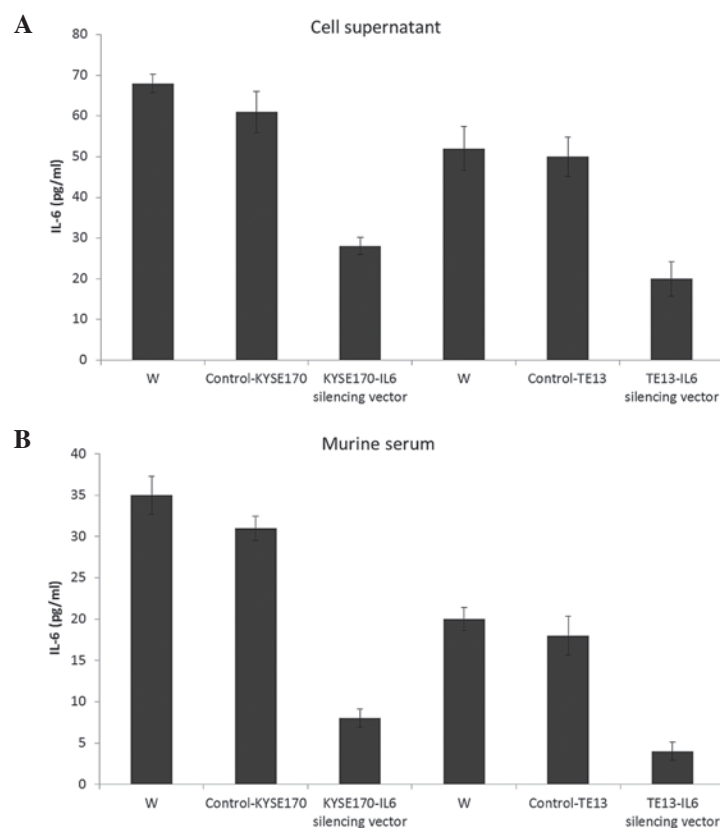 A
Cell supernatant
80
70
60
50
40
30
20
10
0
IL-6 (pg/ml)
W
Control-KYSE170
KYSE170-IL6
silencing vector
W
Control-TE13
TE13-IL6
silencing vector
B
Murine serum
40
35
30
25
20
15
10
5
0
IL-6 (pg/ml)
W
Control-KYSE170
KYSE170-IL6
silencing vector
W
Control-TE13
TE13-IL6
silencing vector